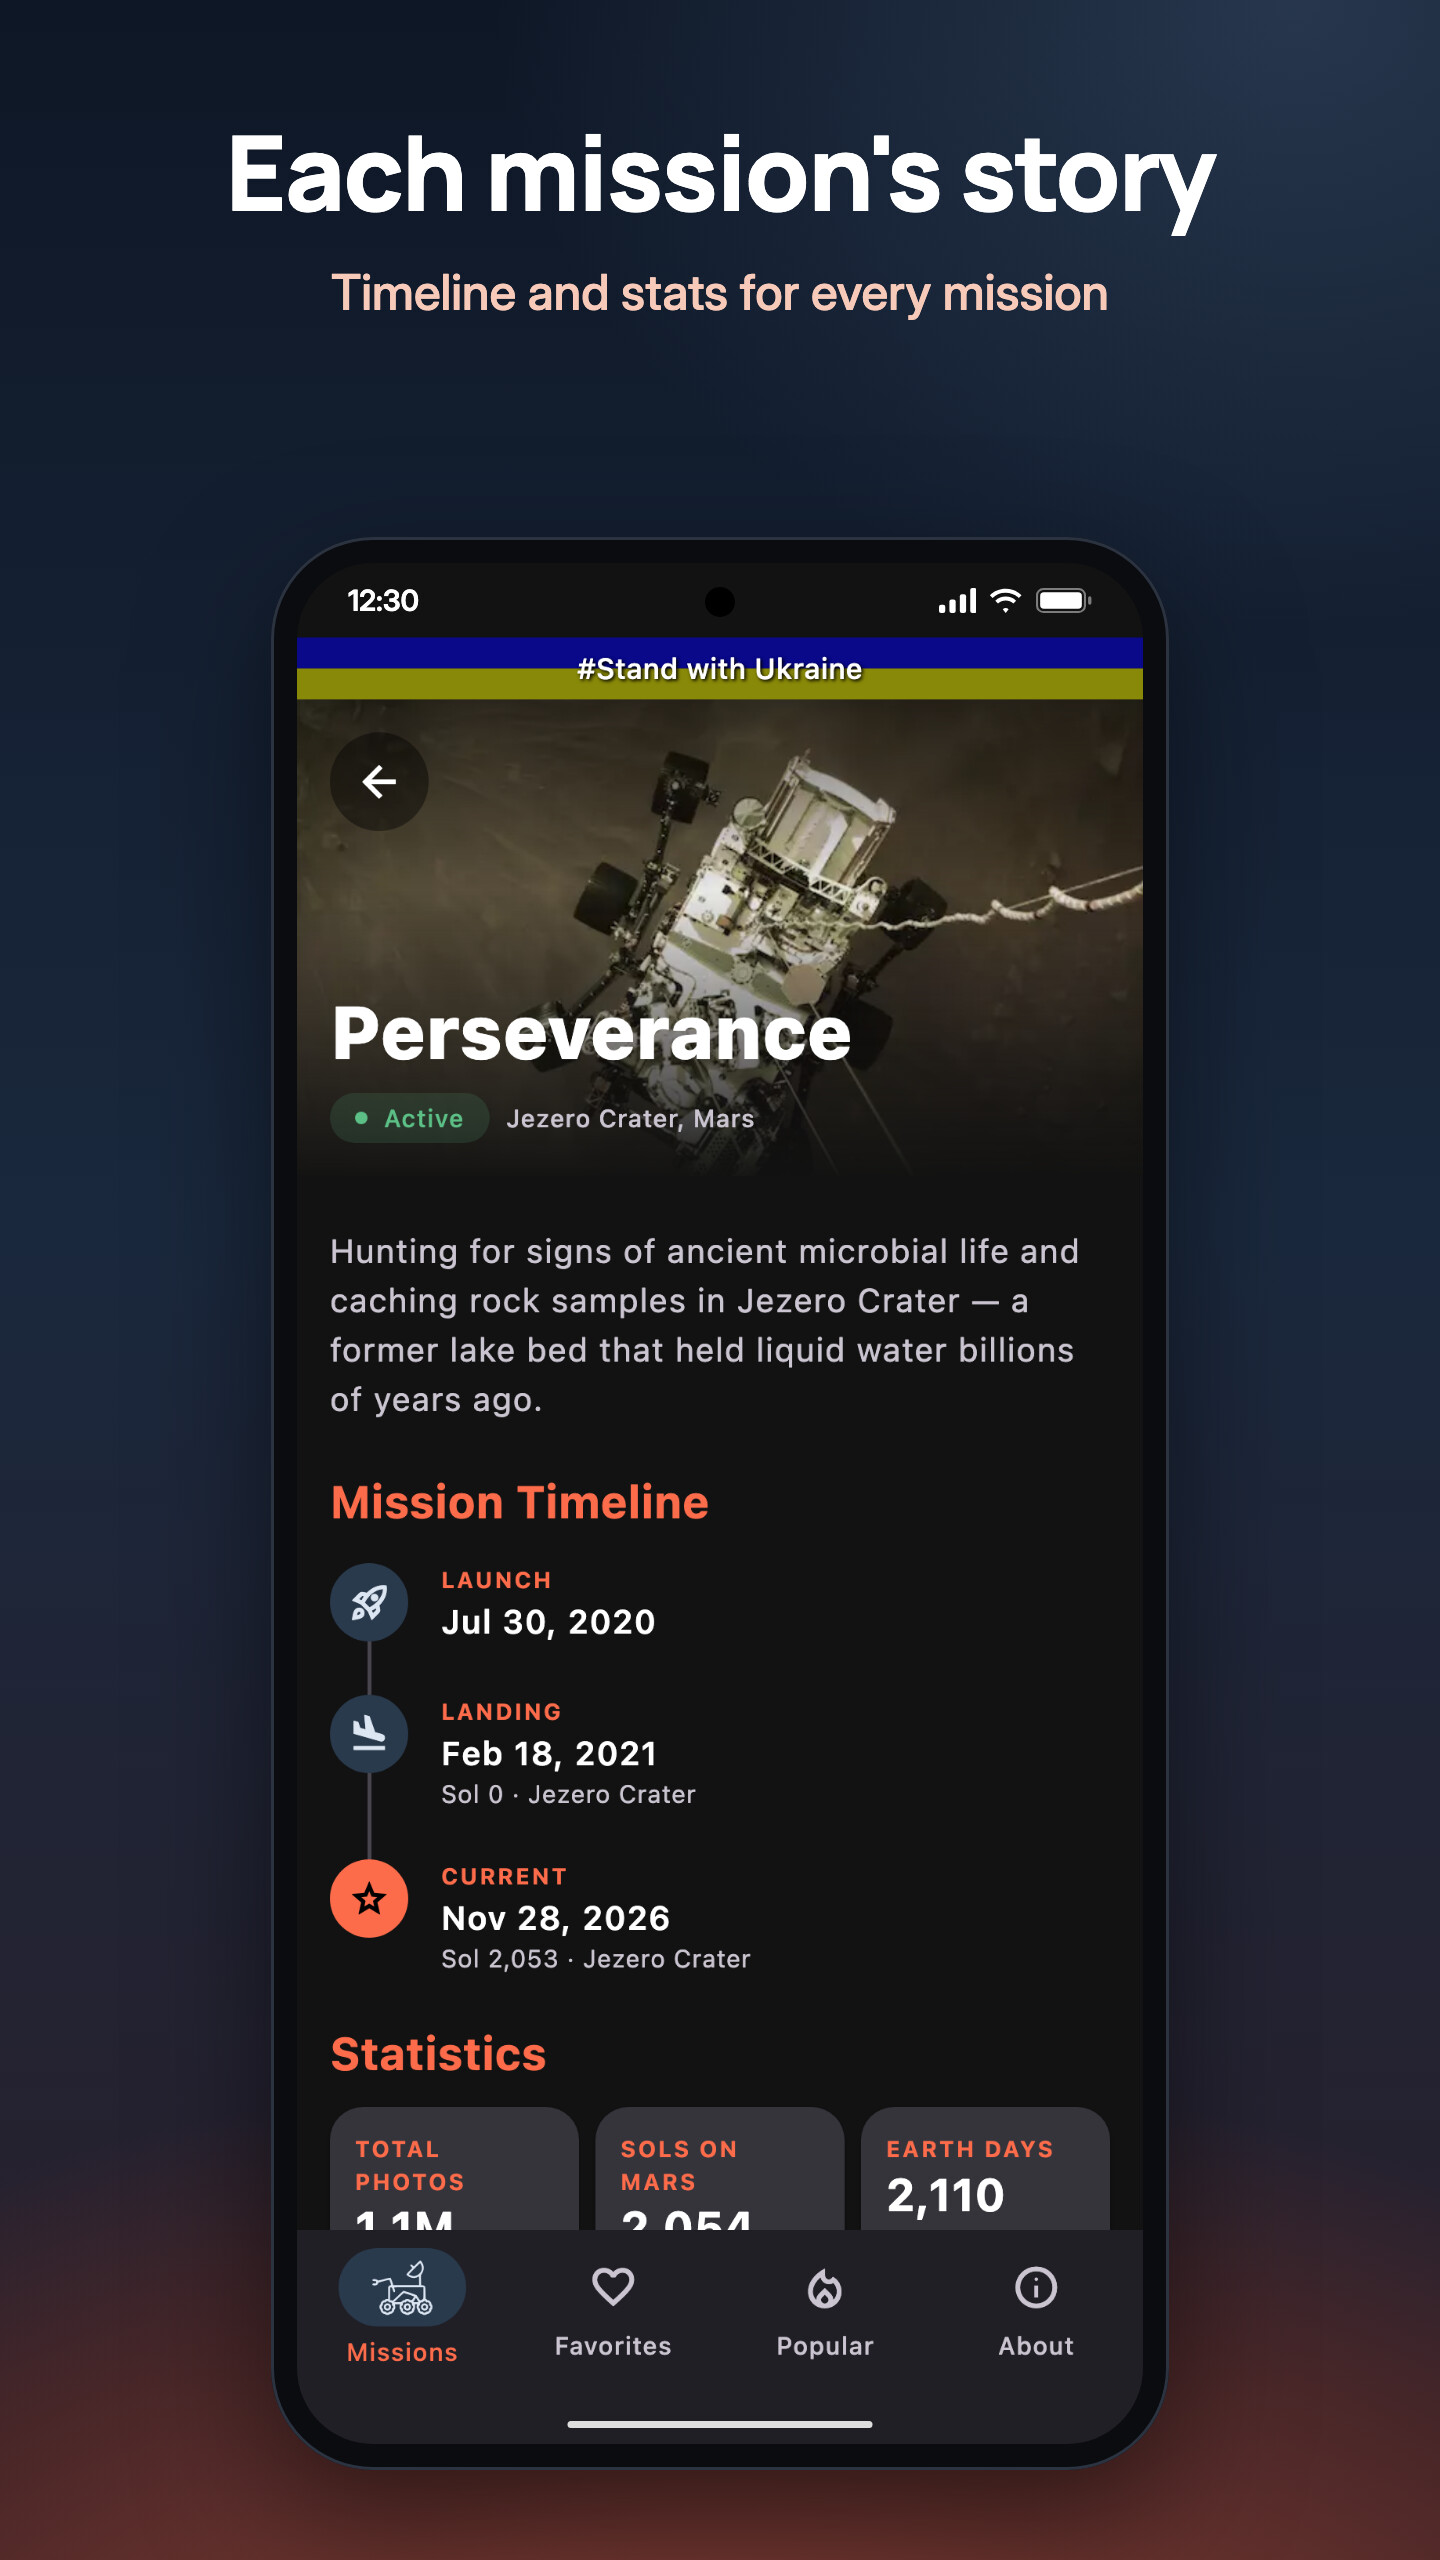 Each mission's story
Timeline and stats for every mission
12:30
#Stand with Ukraine
Perseverance
Active Jezero Crater, Mars
Hunting for signs of ancient microbial life and
caching rock samples in Jezero Crater — a
former lake bed that held liquid water billions
of years ago.
Mission Timeline
LAUNCH
Jul 30, 2020
LANDING
Feb 18, 2021
Sol 0 · Jezero Crater
CURRENT
Nov 28, 2026
Sol 2,053 · Jezero Crater
Statistics
TOTAL
PHOTOS
1.1M
SOLS ON
MARS
2,054
EARTH DAYS
2,110
Missions
Favorites
Popular
About